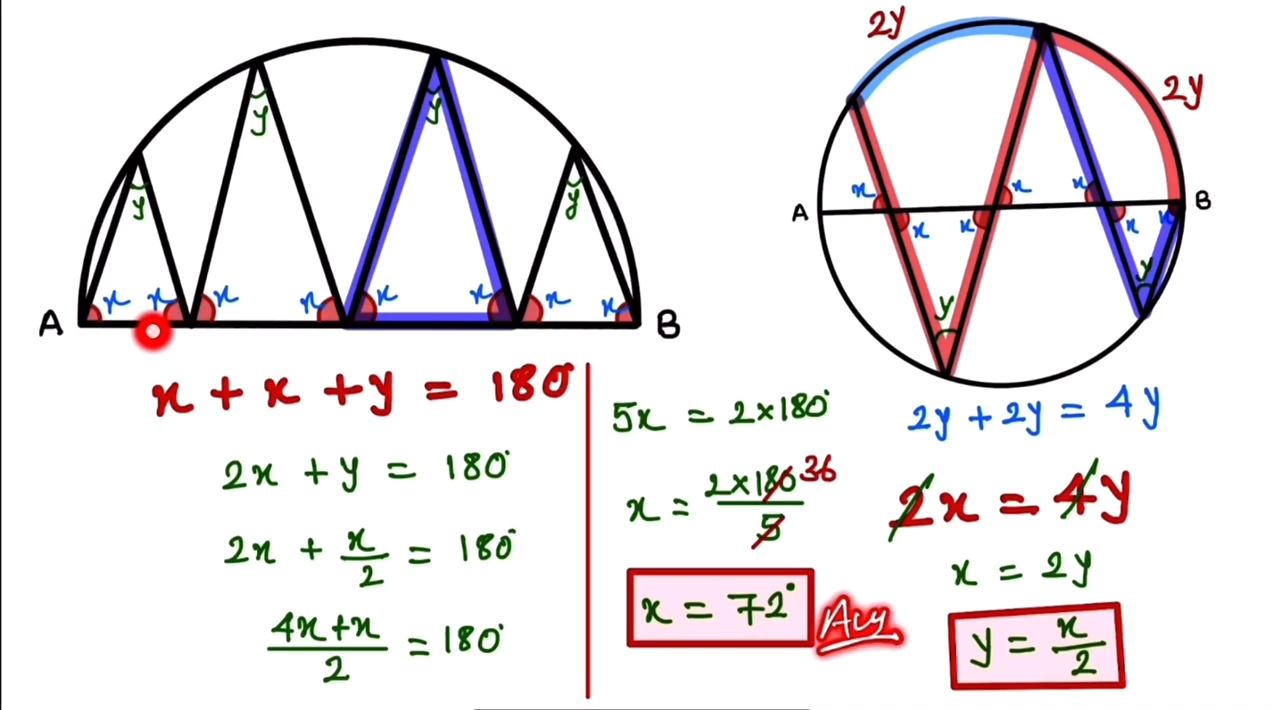 y y y y
x x x x x x x x
A B
x + x + y = 180°
2x + y = 180°
2x + x/2 = 180°
4x+x/2 = 180°
5x = 2×180°
x = 2×180/5 36
x = 72°
2y
2y
x x x x x x x
A B
y y
2y + 2y = 4y
2x = 4y
x = 2y
y = x/2